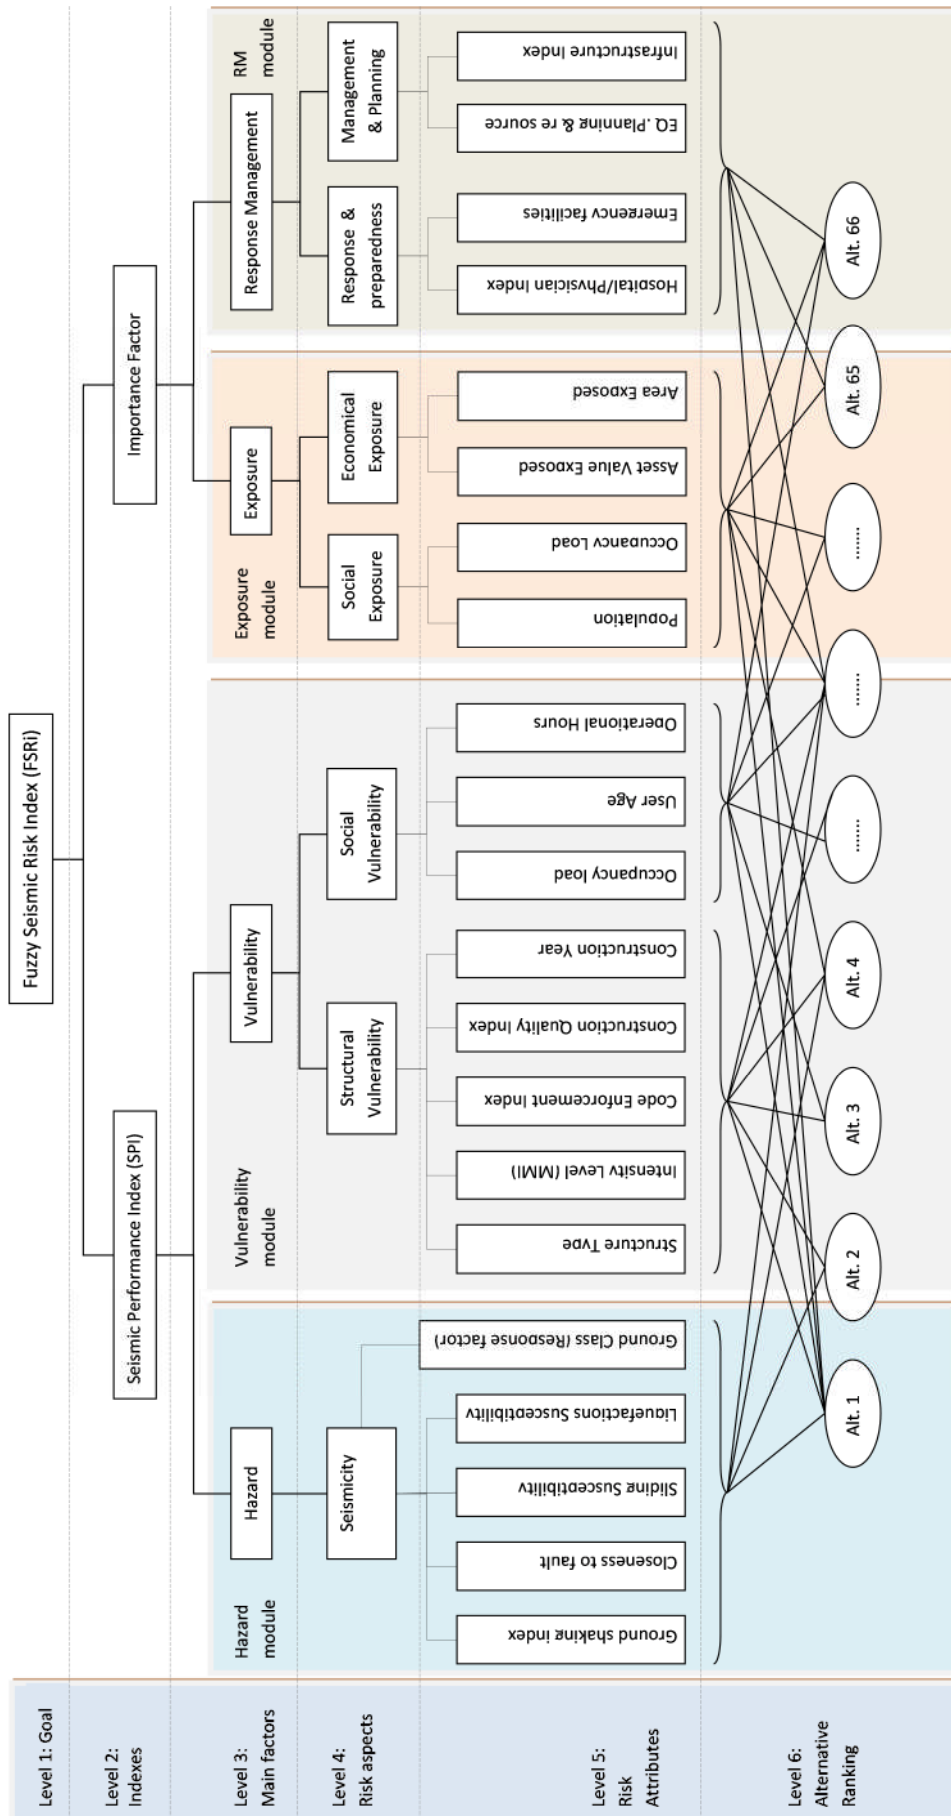 Level 1: Goal
Fuzzy Seismic Risk Index (FSRi)
Level 2:
Indexes
Seismic Performance Index (SPI)
Importance Factor
Level 3:
Main factors
Hazard
module
Hazard
Vulnerability
module
Vulnerability
Exposure
module
Exposure
Response Management
RM
module
Level 4:
Risk aspects
Seismicity
Structural
Vulnerability
Social
Vulnerability
Social
Exposure
Economical
Exposure
Response &
preparedness
Management
& Planning
Level 5:
Risk
Attributes
Ground shaking index
Closeness to fault
Sliding Susceptibility
Liquefactions Susceptibility
Ground Class (Response factor)
Structure Type
Intensity Level (MMI)
Code Enforcement Index
Construction Quality Index
Construction Year
Occupancy load
User Age
Operational Hours
Population
Occupancy Load
Asset Value Exposed
Area Exposed
Hospital/Physician Index
Emergency facilities
EQ. Planning & re source
Infrastructure Index
Level 6:
Alternative
Ranking
Alt. 1
Alt. 2
Alt. 3
Alt. 4
.......
.......
.......
Alt. 65
Alt. 66